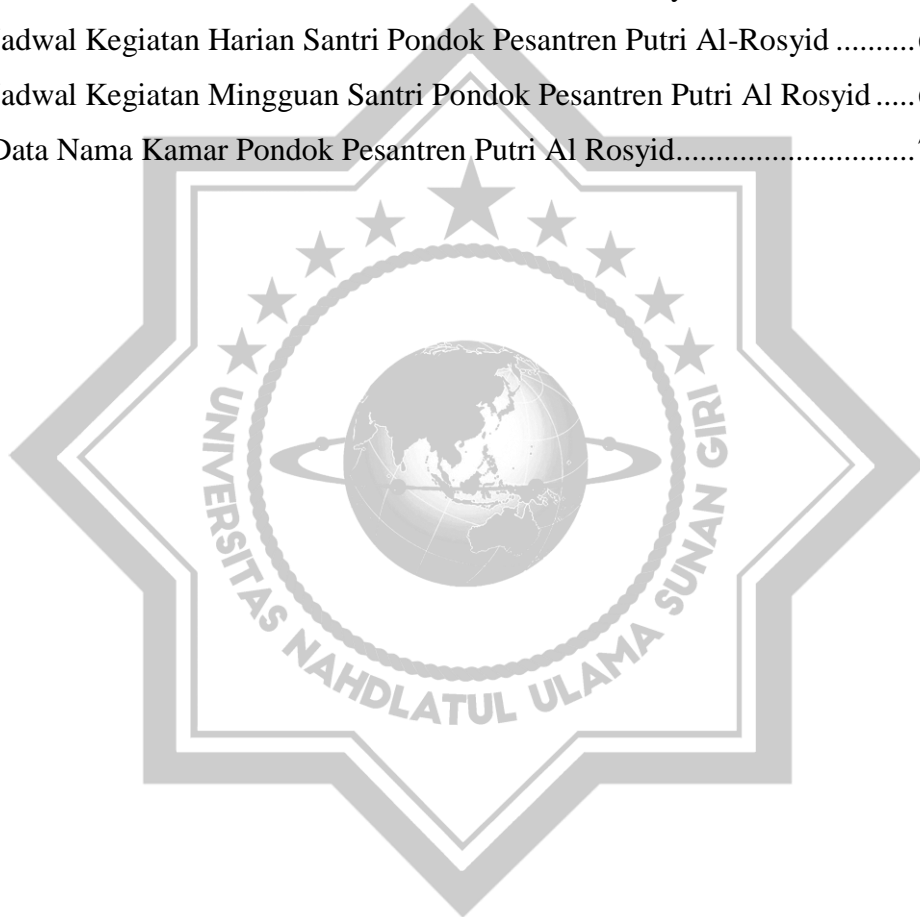 adwal Kegiatan Harian Santri Pondok Pesantren Putri Al-Rosyid ..........
adwal Kegiatan Mingguan Santri Pondok Pesantren Putri Al Rosyid .....
Data Nama Kamar Pondok Pesantren Putri Al Rosyid.............................
UNIVERSITAS NAHDLATUL ULAMA SUNAN GIRI